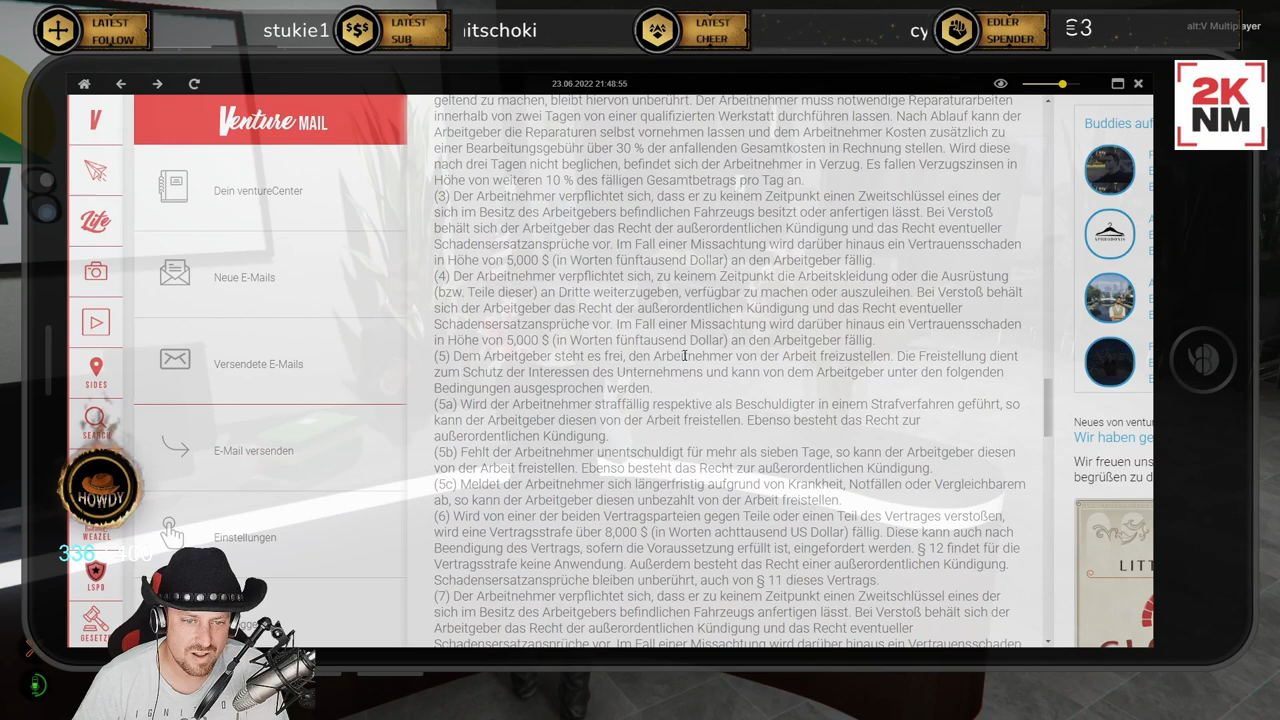 LATEST
FOLLOW
stukie1
LATEST
SUB
itschoki
LATEST
CHEER
cy
EDLER
SPENDER
€3
alt:V Multiplayer
23.06.2022 21:48:55
2K
NM
V
Venture MAIL
Dein ventureCenter
Neue E-Mails
Versendete E-Mails
E-Mail versenden
Einstellungen
Life
SIDES
SEARCH
HOWDY
WEAZEL
336
400
LSPD
GESETZ
geltend zu machen, bleibt hiervon unberührt. Der Arbeitnehmer muss notwendige Reparaturarbeiten
innerhalb von zwei Tagen von einer qualifizierten Werkstatt durchführen lassen. Nach Ablauf kann der
Arbeitgeber die Reparaturen selbst vornehmen lassen und dem Arbeitnehmer Kosten zusätzlich zu
einer Bearbeitungsgebühr über 30 % der anfallenden Gesamtkosten in Rechnung stellen. Wird diese
nach drei Tagen nicht beglichen, befindet sich der Arbeitnehmer in Verzug. Es fallen Verzugszinsen in
Höhe von weiteren 10 % des fälligen Gesamtbetrags pro Tag an.
(3) Der Arbeitnehmer verpflichtet sich, dass er zu keinem Zeitpunkt einen Zweitschlüssel eines der
sich im Besitz des Arbeitgebers befindlichen Fahrzeugs besitzt oder anfertigen lässt. Bei Verstoß
behält sich der Arbeitgeber das Recht der außerordentlichen Kündigung und das Recht eventueller
Schadensersatzansprüche vor. Im Fall einer Missachtung wird darüber hinaus ein Vertrauensschaden
in Höhe von 5,000 $ (in Worten fünftausend Dollar) an den Arbeitgeber fällig.
(4) Der Arbeitnehmer verpflichtet sich, zu keinem Zeitpunkt die Arbeitskleidung oder die Ausrüstung
(bzw. Teile dieser) an Dritte weiterzugeben, verfügbar zu machen oder auszuleihen. Bei Verstoß behält
sich der Arbeitgeber das Recht der außerordentlichen Kündigung und das Recht eventueller
Schadensersatzansprüche vor. Im Fall einer Missachtung wird darüber hinaus ein Vertrauensschaden
in Höhe von 5,000 $ (in Worten fünftausend Dollar) an den Arbeitgeber fällig.
(5) Dem Arbeitgeber steht es frei, den Arbeitnehmer von der Arbeit freizustellen. Die Freistellung dient
zum Schutz der Interessen des Unternehmens und kann von dem Arbeitgeber unter den folgenden
Bedingungen ausgesprochen werden.
(5a) Wird der Arbeitnehmer straffällig respektive als Beschuldigter in einem Strafverfahren geführt, so
kann der Arbeitgeber diesen von der Arbeit freistellen. Ebenso besteht das Recht zur
außerordentlichen Kündigung.
(5b) Fehlt der Arbeitnehmer unentschuldigt für mehr als sieben Tage, so kann der Arbeitgeber diesen
von der Arbeit freistellen. Ebenso besteht das Recht zur außerordentlichen Kündigung.
(5c) Meldet der Arbeitnehmer sich längerfristig aufgrund von Krankheit, Notfällen oder Vergleichbarem
ab, so kann der Arbeitgeber diesen unbezahlt von der Arbeit freistellen.
(6) Wird von einer der beiden Vertragsparteien gegen Teile oder einen Teil des Vertrages verstoßen,
wird eine Vertragsstrafe über 8,000 $ (in Worten achttausend US Dollar) fällig. Diese kann auch nach
Beendigung des Vertrags, sofern die Voraussetzung erfüllt ist, eingefordert werden. § 12 findet für die
Vertragsstrafe keine Anwendung. Außerdem besteht das Recht einer außerordentlichen Kündigung.
Schadensersatzansprüche bleiben unberührt, auch von § 11 dieses Vertrags.
(7) Der Arbeitnehmer verpflichtet sich, dass er zu keinem Zeitpunkt einen Zweitschlüssel eines der
sich im Besitz des Arbeitgebers befindlichen Fahrzeugs anfertigen lässt. Bei Verstoß behält sich der
Arbeitgeber das Recht der außerordentlichen Kündigung und das Recht eventueller
Schadensersatzansprüche vor. Im Fall einer Missachtung wird darüber hinaus ein Vertrauensschaden
Buddies auf
Neues von ventur
Wir haben ge
Wir freuen uns
begrüßen zu d
LITT